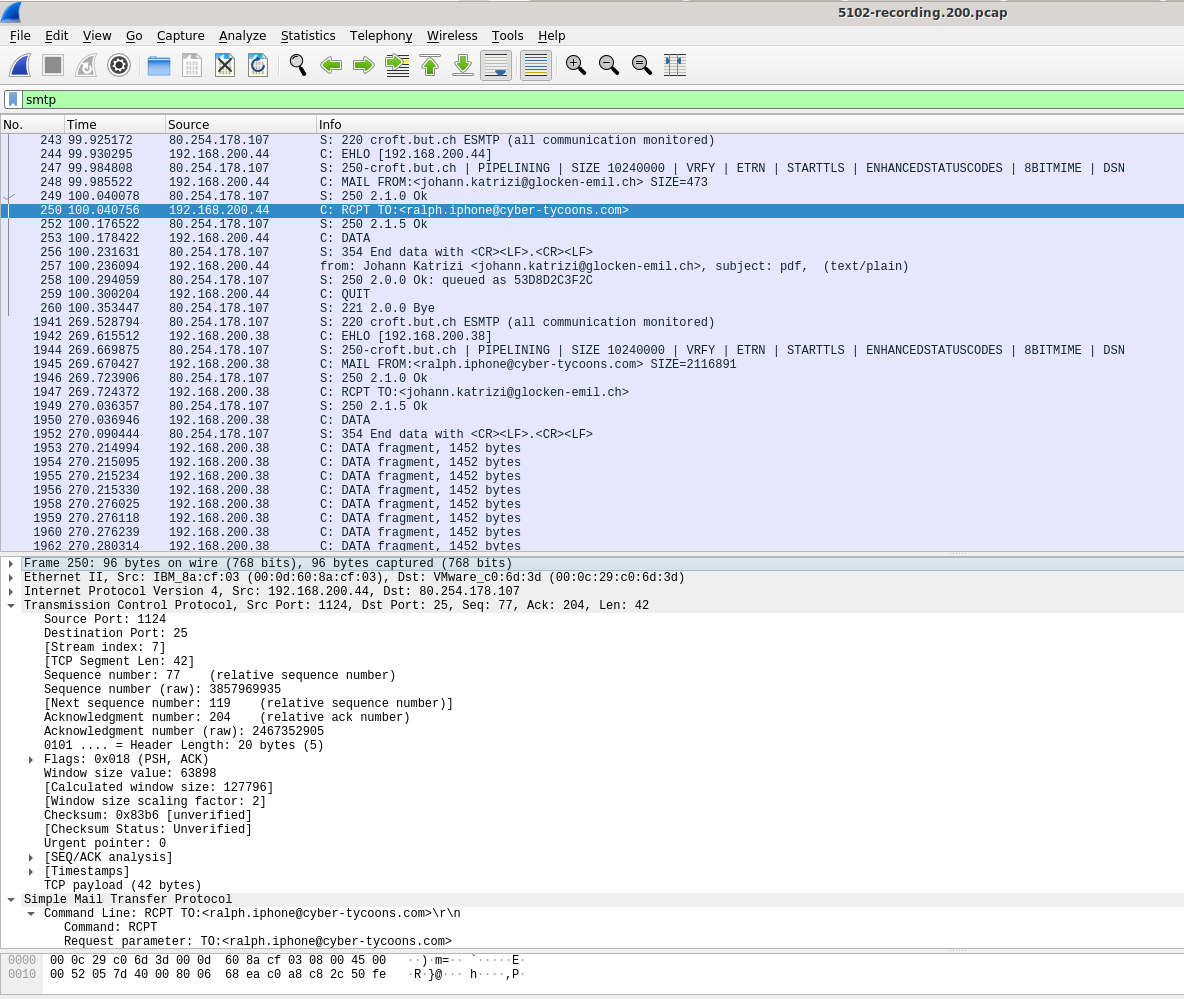 5102-recording.200.pcap
File Edit View Go Capture Analyze Statistics Telephony Wireless Tools Help
smtp
No. Time Source Info
243 99.925172 80.254.178.107 S: 220 croft.but.ch ESMTP (all communication monitored)
244 99.930295 192.168.200.44 C: EHLO [192.168.200.44]
247 99.984808 80.254.178.107 S: 250-croft.but.ch | PIPELINING | SIZE 10240000 | VRFY | ETRN | STARTTLS | ENHANCEDSTATUSCODES | 8BITMIME | DSN
248 99.985522 192.168.200.44 C: MAIL FROM:<johann.katrizi@glocken-emil.ch> SIZE=473
249 100.040078 80.254.178.107 S: 250 2.1.0 Ok
250 100.040756 192.168.200.44 C: RCPT TO:<ralph.iphone@cyber-tycoons.com>
252 100.176522 80.254.178.107 S: 250 2.1.5 Ok
253 100.178422 192.168.200.44 C: DATA
256 100.231631 80.254.178.107 S: 354 End data with <CR><LF>.<CR><LF>
257 100.236094 192.168.200.44 from: Johann Katrizi <johann.katrizi@glocken-emil.ch>, subject: pdf, (text/plain)
258 100.294059 80.254.178.107 S: 250 2.0.0 Ok: queued as 53D8D2C3F2C
259 100.300204 192.168.200.44 C: QUIT
260 100.353447 80.254.178.107 S: 221 2.0.0 Bye
1941 269.528794 80.254.178.107 S: 220 croft.but.ch ESMTP (all communication monitored)
1942 269.615512 192.168.200.38 C: EHLO [192.168.200.38]
1944 269.669875 80.254.178.107 S: 250-croft.but.ch | PIPELINING | SIZE 10240000 | VRFY | ETRN | STARTTLS | ENHANCEDSTATUSCODES | 8BITMIME | DSN
1945 269.670427 192.168.200.38 C: MAIL FROM:<ralph.iphone@cyber-tycoons.com> SIZE=2116891
1946 269.723906 80.254.178.107 S: 250 2.1.0 Ok
1947 269.724372 192.168.200.38 C: RCPT TO:<johann.katrizi@glocken-emil.ch>
1949 270.036357 80.254.178.107 S: 250 2.1.5 Ok
1950 270.036946 192.168.200.38 C: DATA
1952 270.090444 80.254.178.107 S: 354 End data with <CR><LF>.<CR><LF>
1953 270.214994 192.168.200.38 C: DATA fragment, 1452 bytes
1954 270.215095 192.168.200.38 C: DATA fragment, 1452 bytes
1955 270.215234 192.168.200.38 C: DATA fragment, 1452 bytes
1956 270.215330 192.168.200.38 C: DATA fragment, 1452 bytes
1958 270.276025 192.168.200.38 C: DATA fragment, 1452 bytes
1959 270.276118 192.168.200.38 C: DATA fragment, 1452 bytes
1960 270.276239 192.168.200.38 C: DATA fragment, 1452 bytes
1962 270.280314 192.168.200.38 C: DATA fragment, 1452 bytes
Frame 250: 96 bytes on wire (768 bits), 96 bytes captured (768 bits)
Ethernet II, Src: IBM_8a:cf:03 (00:0d:60:8a:cf:03), Dst: VMware_c0:6d:3d (00:0c:29:c0:6d:3d)
Internet Protocol Version 4, Src: 192.168.200.44, Dst: 80.254.178.107
Transmission Control Protocol, Src Port: 1124, Dst Port: 25, Seq: 77, Ack: 204, Len: 42
Source Port: 1124
Destination Port: 25
[Stream index: 7]
[TCP Segment Len: 42]
Sequence number: 77 (relative sequence number)
Sequence number (raw): 3857969935
[Next sequence number: 119 (relative sequence number)]
Acknowledgment number: 204 (relative ack number)
Acknowledgment number (raw): 2467352905
0101 .... = Header Length: 20 bytes (5)
Flags: 0x018 (PSH, ACK)
Window size value: 63898
[Calculated window size: 127796]
[Window size scaling factor: 2]
Checksum: 0x83b6 [unverified]
[Checksum Status: Unverified]
Urgent pointer: 0
[SEQ/ACK analysis]
[Timestamps]
TCP payload (42 bytes)
Simple Mail Transfer Protocol
Command Line: RCPT TO:<ralph.iphone@cyber-tycoons.com>\r\n
Command: RCPT
Request parameter: TO:<ralph.iphone@cyber-tycoons.com>
0000 00 0c 29 c0 6d 3d 00 0d 60 8a cf 03 08 00 45 00 ··)·m=·· `·····E·
0010 00 52 05 7d 40 00 80 06 68 ea c0 a8 c8 2c 50 fe ·R·}@··· h····,P·